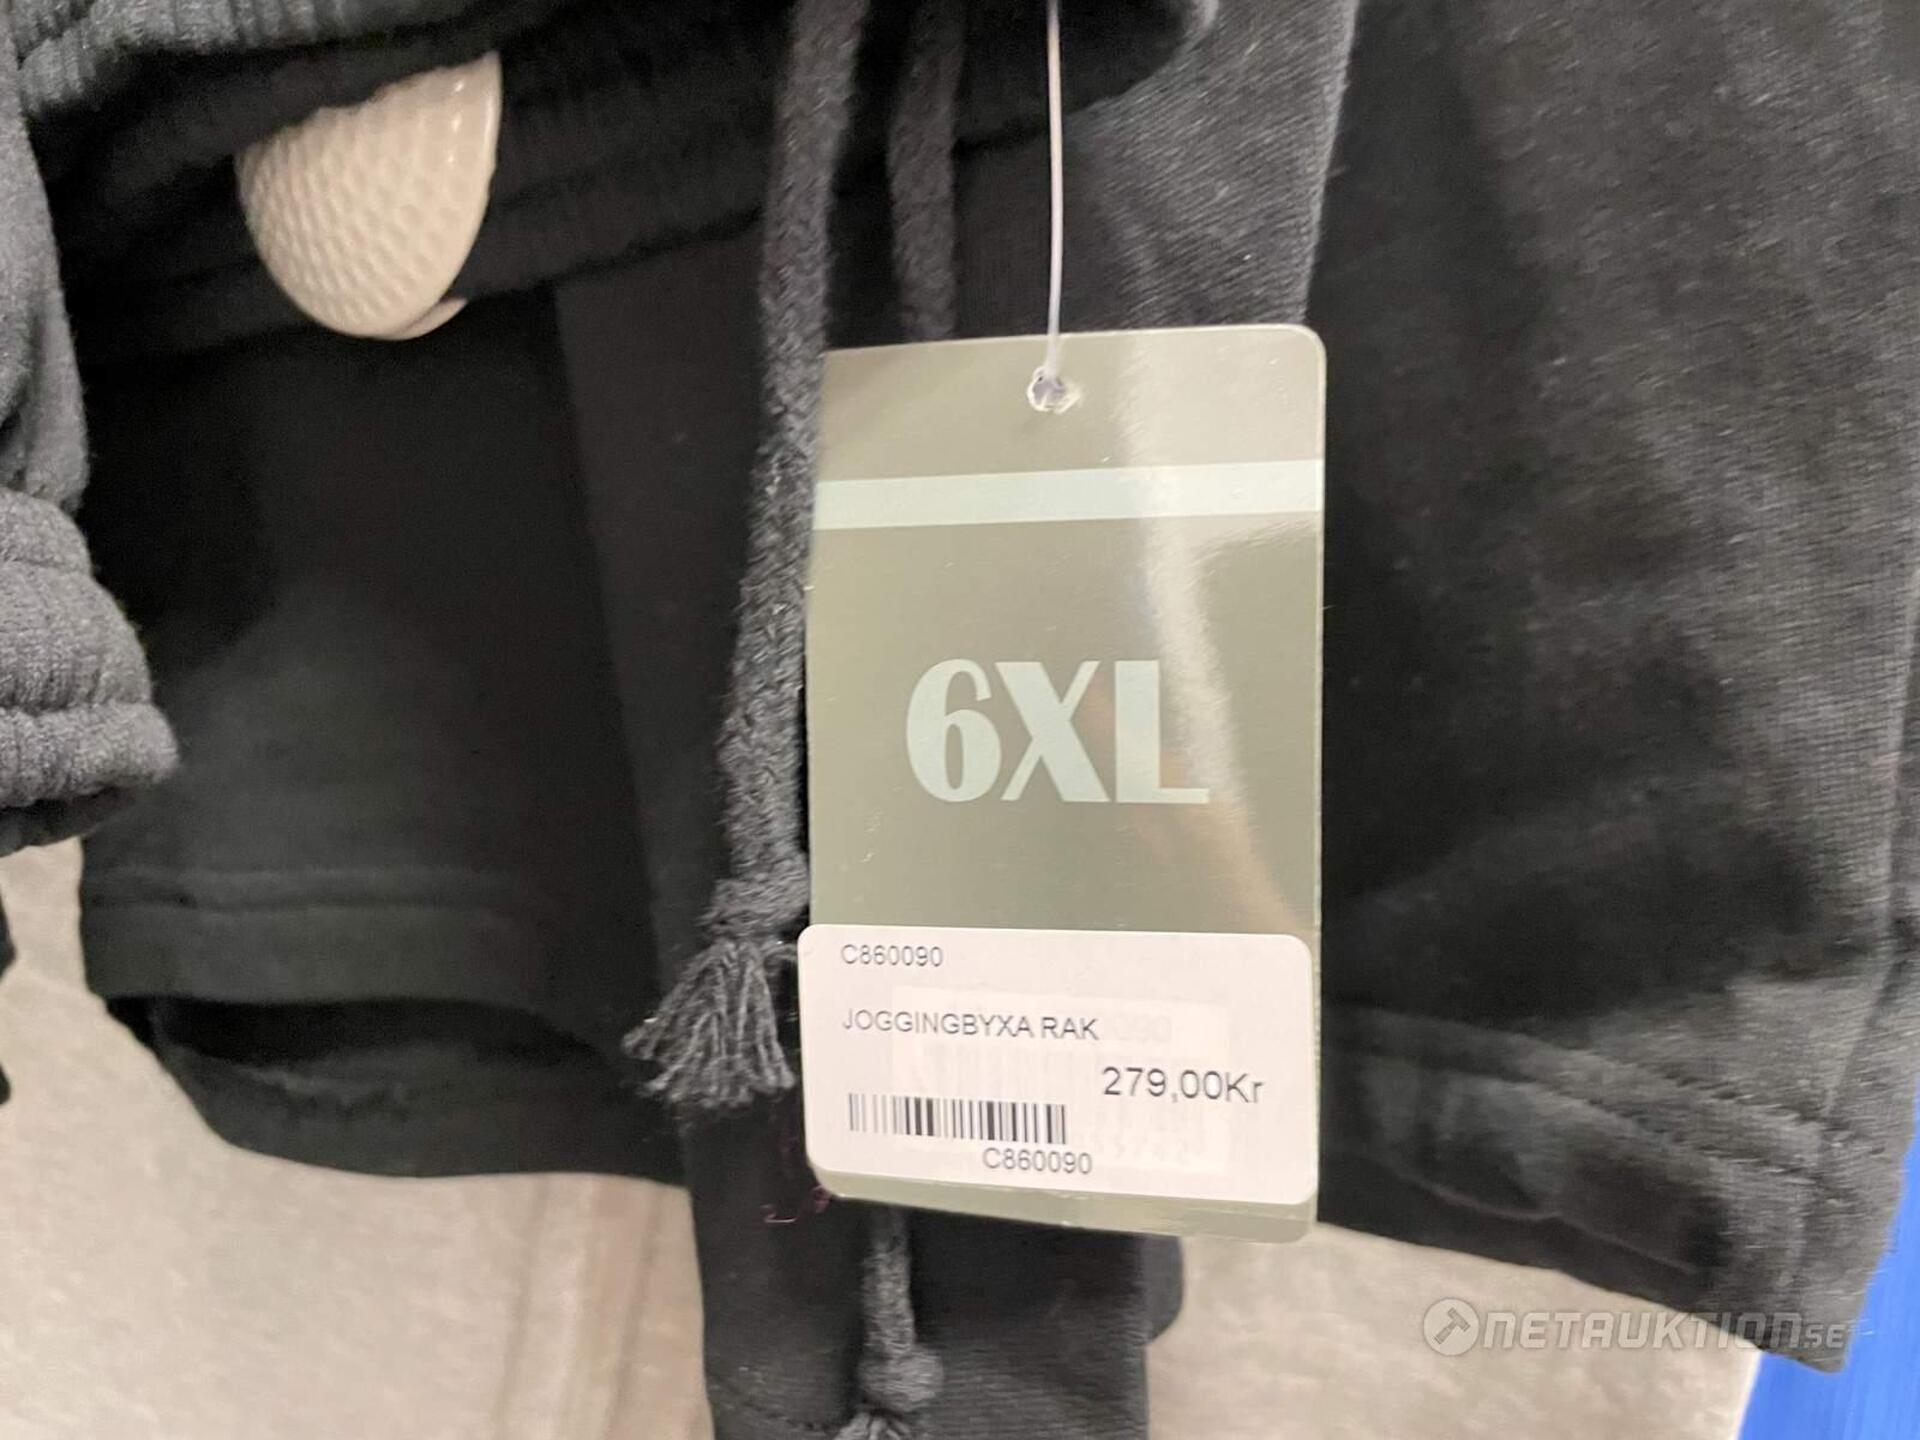 6XL
C860090
JOGGINGBYXA RAK
279,00Kr
C860090
NETAUKTION.SE